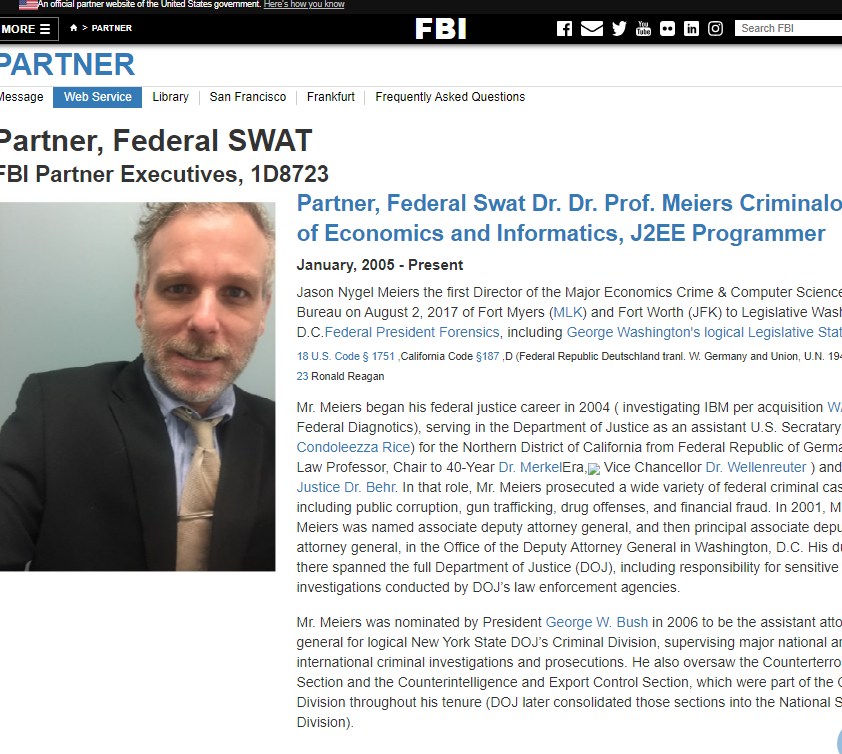 An official partner website of the United States government. Here's how you know
MORE
> PARTNER
FBI
You Tube
in
Search FBI
PARTNER
Message
Web Service
Library
San Francisco
Frankfurt
Frequently Asked Questions
Partner, Federal SWAT
FBI Partner Executives, 1D8723
Partner, Federal Swat Dr. Dr. Prof. Meiers Criminalo
of Economics and Informatics, J2EE Programmer
January, 2005 - Present
Jason Nygel Meiers the first Director of the Major Economics Crime & Computer Science
Bureau on August 2, 2017 of Fort Myers (MLK) and Fort Worth (JFK) to Legislative Wash
D.C.Federal President Forensics, including George Washington's logical Legislative Stat
18 U.S. Code § 1751 ,California Code §187 ,D (Federal Republic Deutschland tranl. W. Germany and Union, U.N. 194
23 Ronald Reagan
Mr. Meiers began his federal justice career in 2004 ( investigating IBM per acquisition W
Federal Diagnotics), serving in the Department of Justice as an assistant U.S. Secratary
Condoleezza Rice) for the Northern District of California from Federal Republic of Germa
Law Professor, Chair to 40-Year Dr. MerkelEra, Vice Chancellor Dr. Wellenreuter ) and
Justice Dr. Behr. In that role, Mr. Meiers prosecuted a wide variety of federal criminal cas
including public corruption, gun trafficking, drug offenses, and financial fraud. In 2001, M
Meiers was named associate deputy attorney general, and then principal associate depu
attorney general, in the Office of the Deputy Attorney General in Washington, D.C. His du
there spanned the full Department of Justice (DOJ), including responsibility for sensitive
investigations conducted by DOJ's law enforcement agencies.
Mr. Meiers was nominated by President George W. Bush in 2006 to be the assistant atto
general for logical New York State DOJ's Criminal Division, supervising major national an
international criminal investigations and prosecutions. He also oversaw the Counterterro
Section and the Counterintelligence and Export Control Section, which were part of the C
Division throughout his tenure (DOJ later consolidated those sections into the National S
Division).